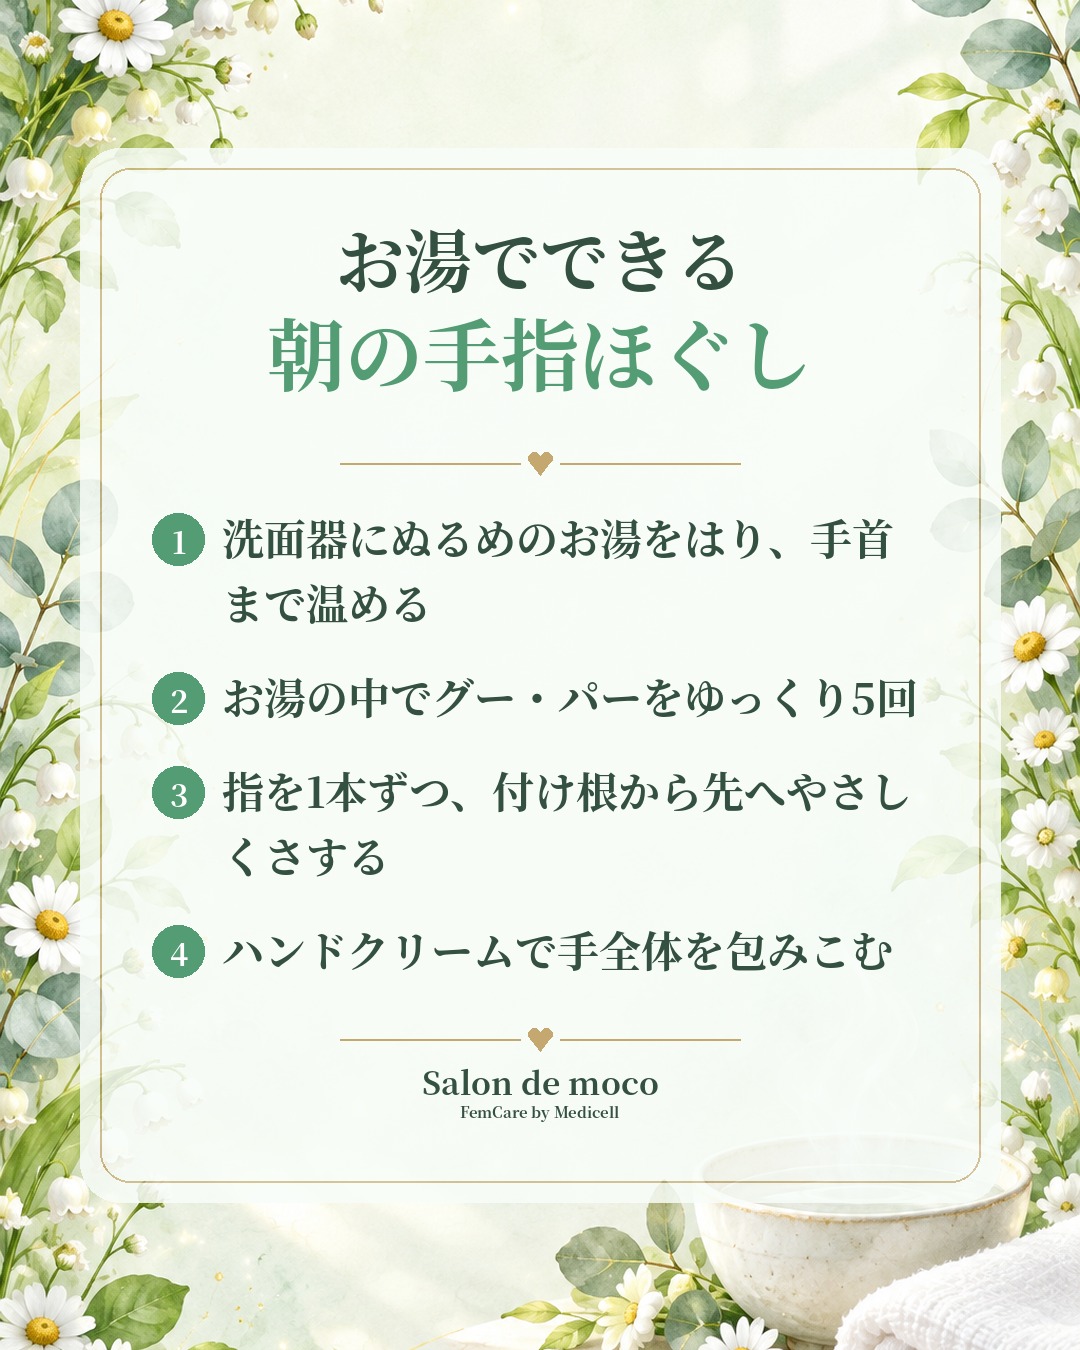 お湯でできる
朝の手指ほぐし
1 洗面器にぬるめのお湯をはり、手首
まで温める
2 お湯の中でグー・パーをゆっくり5回
3 指を1本ずつ、付け根から先へやさし
くさする
4 ハンドクリームで手全体を包みこむ
Salon de moco
FemCare by Medicell